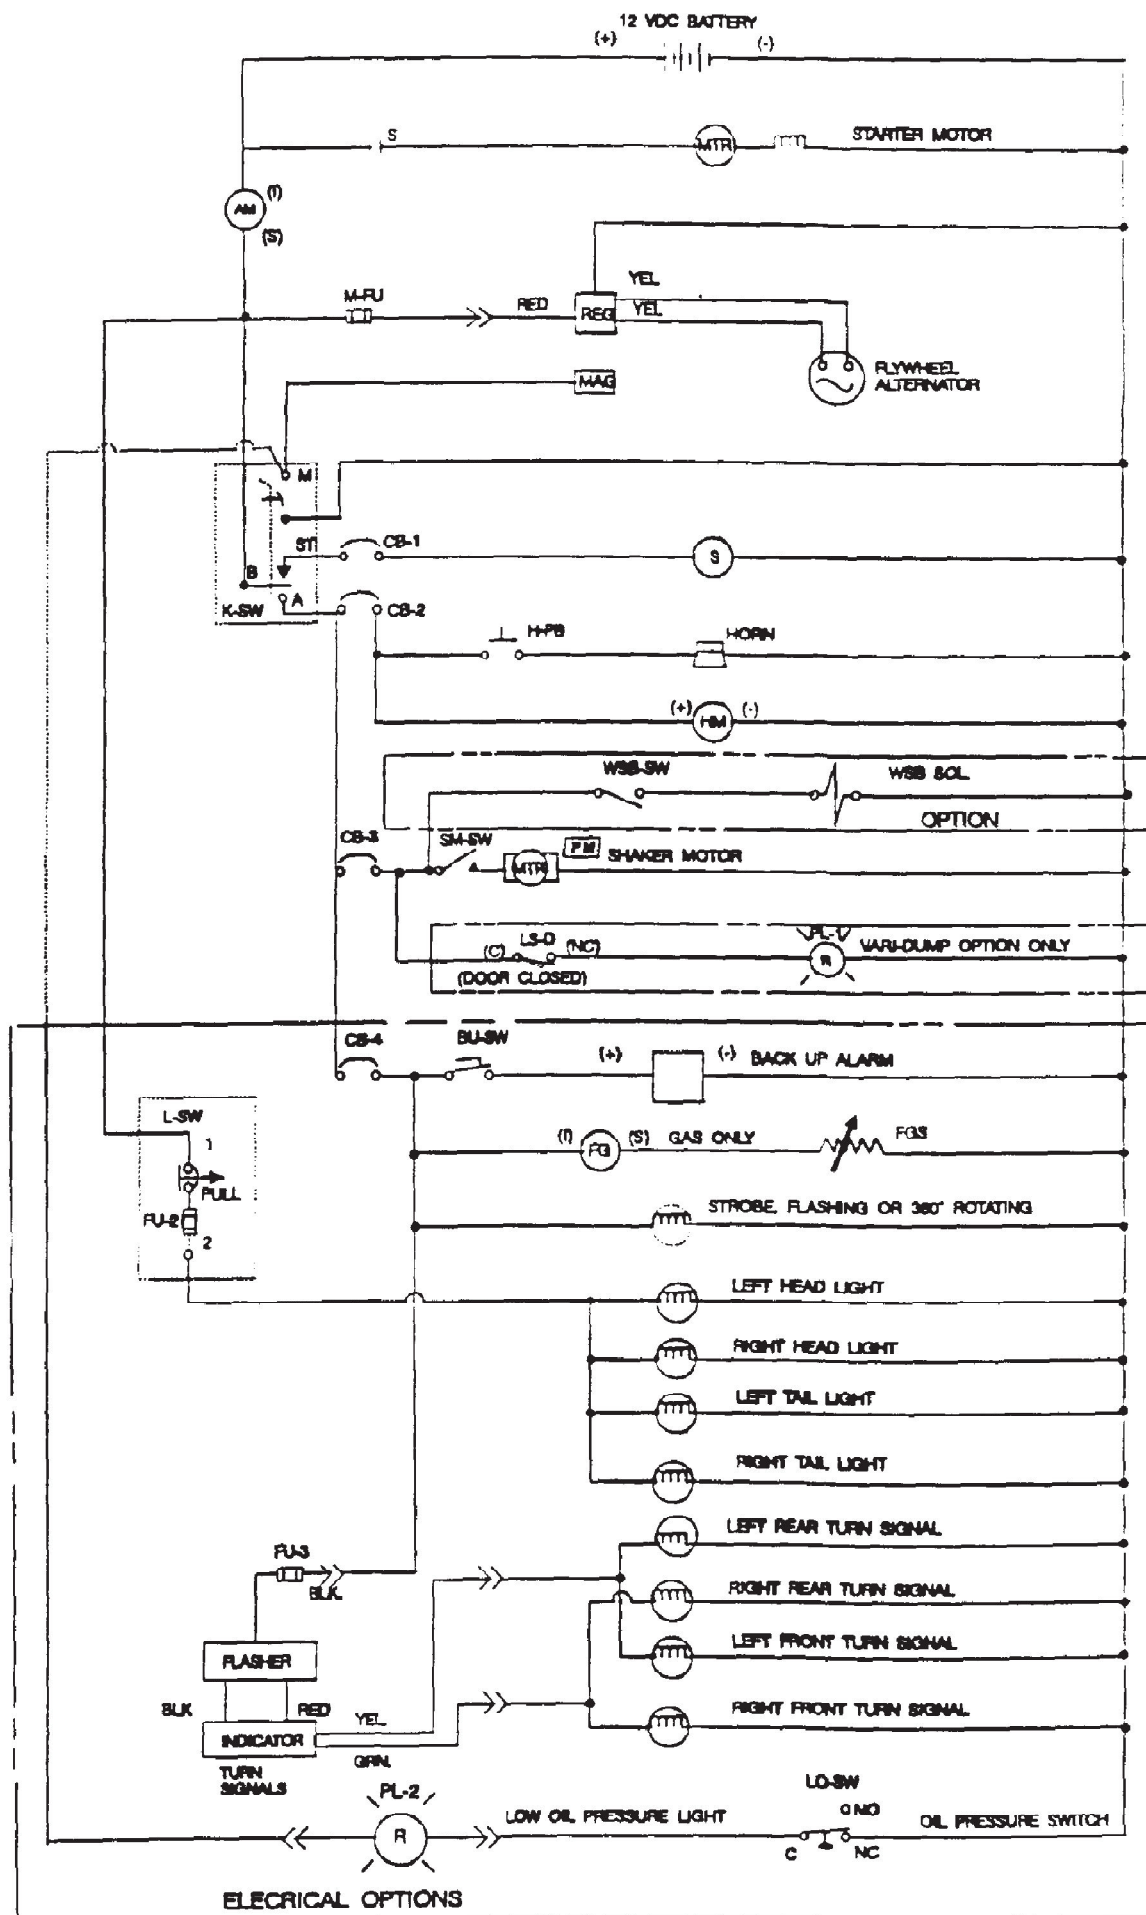 12 VDC BATTERY
(+) (-)
S
MTR
STARTER MOTOR
AM
(I)
(S)
M-FU
RED
REG
YEL
YEL
FLYWHEEL
ALTERNATOR
MAG
M
ST
CB-1
S
B
A
K-SW
CB-2
H-PB
HORN
(+) HM (-)
WSB-SW
WSB SOL
OPTION
CB-3
SM-SW
MTR
PM
SHAKER MOTOR
(C) LS-D (NC)
(DOOR CLOSED)
PL-1
R
VARI-DUMP OPTION ONLY
CB-4
BU-SW
(+) (-)
BACK UP ALARM
L-SW
1
PULL
FU-2
2
(I) FG (S) GAS ONLY
FGS
STROBE, FLASHING OR 360° ROTATING
LEFT HEAD LIGHT
RIGHT HEAD LIGHT
LEFT TAIL LIGHT
RIGHT TAIL LIGHT
LEFT REAR TURN SIGNAL
FU-3
BLK.
RIGHT REAR TURN SIGNAL
LEFT FRONT TURN SIGNAL
FLASHER
BLK
RED
RIGHT FRONT TURN SIGNAL
YEL
INDICATOR
GRN.
TURN
SIGNALS
PL-2
R
LOW OIL PRESSURE LIGHT
LO-SW
NO
C
NC
OIL PRESSURE SWITCH
ELECRICAL OPTIONS